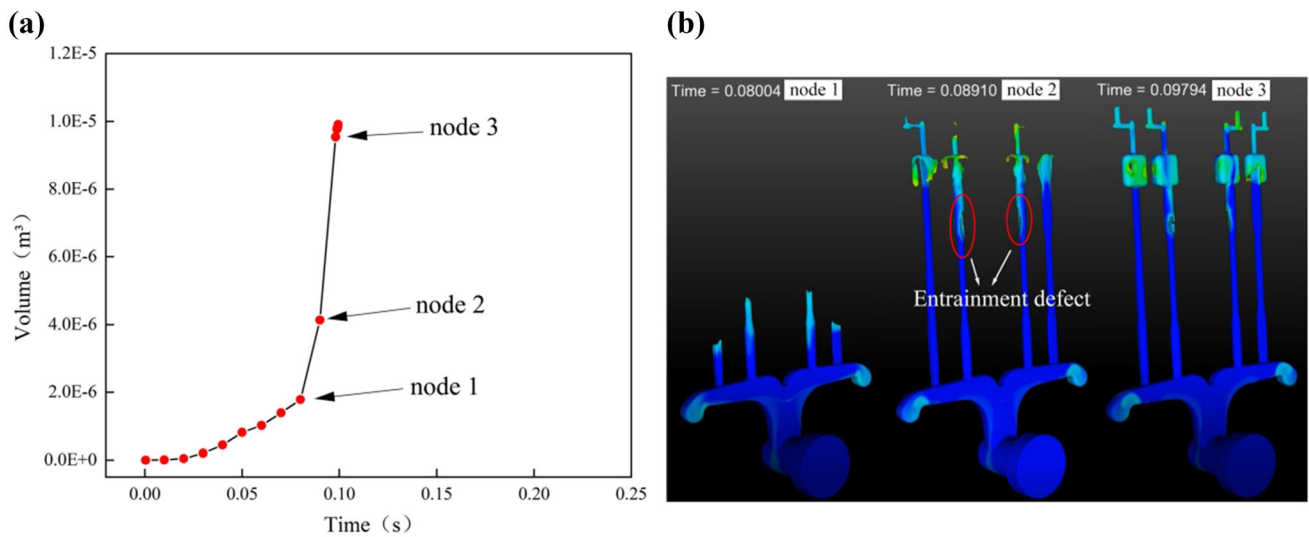 (a)
1.2E-5
1.0E-5
8.0E-6
6.0E-6
4.0E-6
2.0E-6
0.0E+0
Volume（m³）
node 3
node 2
node 1
0.00 0.05 0.10 0.15 0.20 0.25
Time（s）
(b)
Time = 0.08004 node 1
Time = 0.08910 node 2
Time = 0.09794 node 3
Entrainment defect